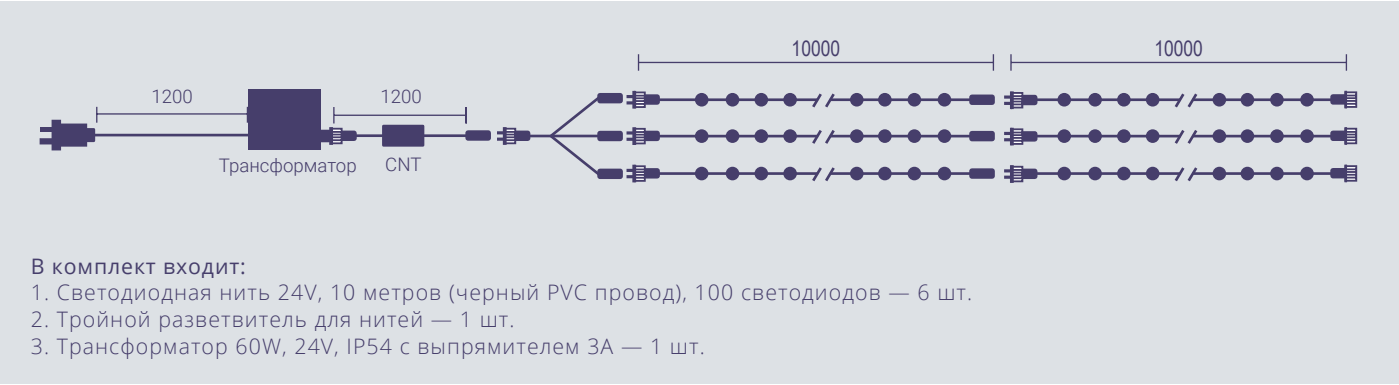 10000 10000
1200 1200
Трансформатор CNT
В комплект входит:
1. Светодиодная нить 24V, 10 метров (черный PVC провод), 100 светодиодов — 6 шт.
2. Тройной разветвитель для нитей — 1 шт.
3. Трансформатор 60W, 24V, IP54 с выпрямителем 3А — 1 шт.